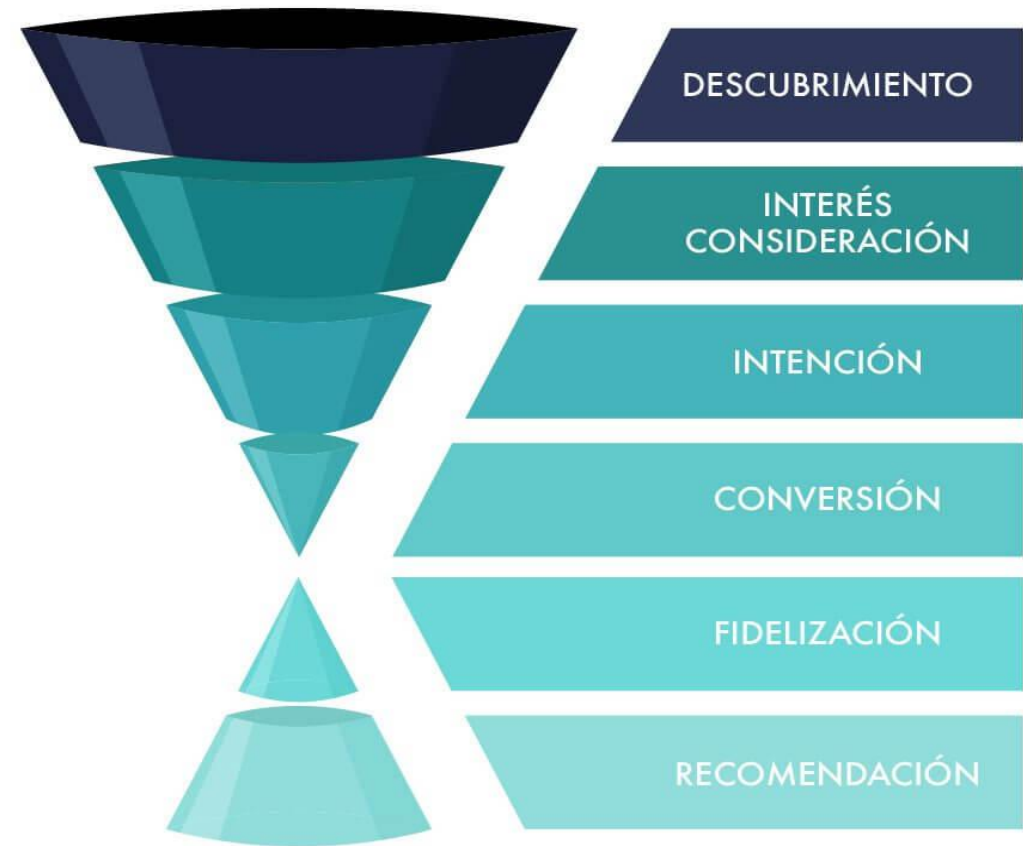 DESCUBRIMIENTO
INTERÉS
CONSIDERACIÓN
INTENCIÓN
CONVERSIÓN
FIDELIZACIÓN
RECOMENDACIÓN